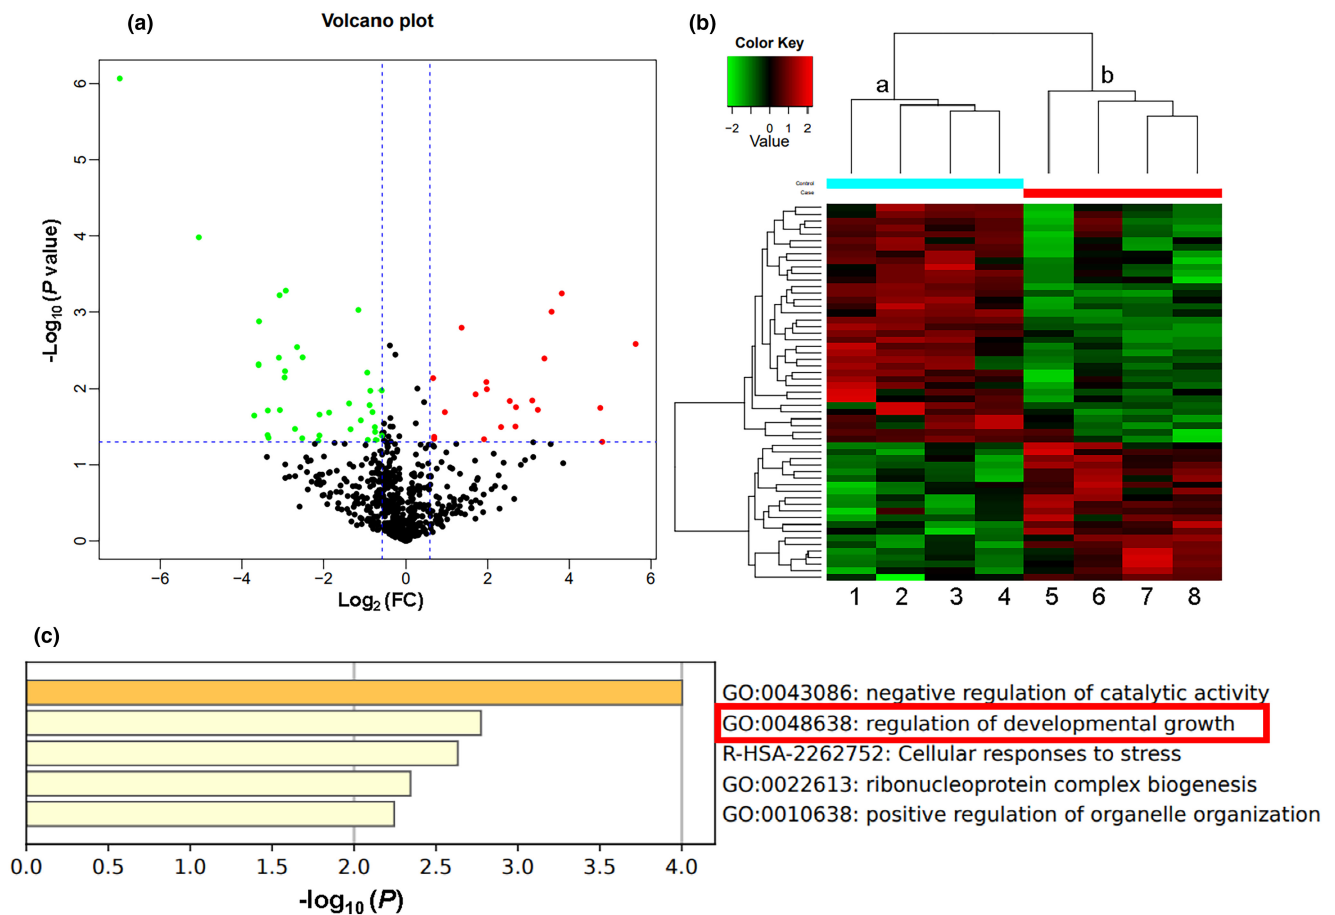 (a)
Volcano plot
-Log10 (P value)
6
5
4
3
2
1
0
−6
−4
−2
0
2
4
6
Log2 (FC)
(b)
Color Key
−2
0
1
2
Value
a
b
Control
Case
1
2
3
4
5
6
7
8
(c)
GO:0043086: negative regulation of catalytic activity
GO:0048638: regulation of developmental growth
R-HSA-2262752: Cellular responses to stress
GO:0022613: ribonucleoprotein complex biogenesis
GO:0010638: positive regulation of organelle organization
0.0
0.5
1.0
1.5
2.0
2.5
3.0
3.5
4.0
-log10 (P)